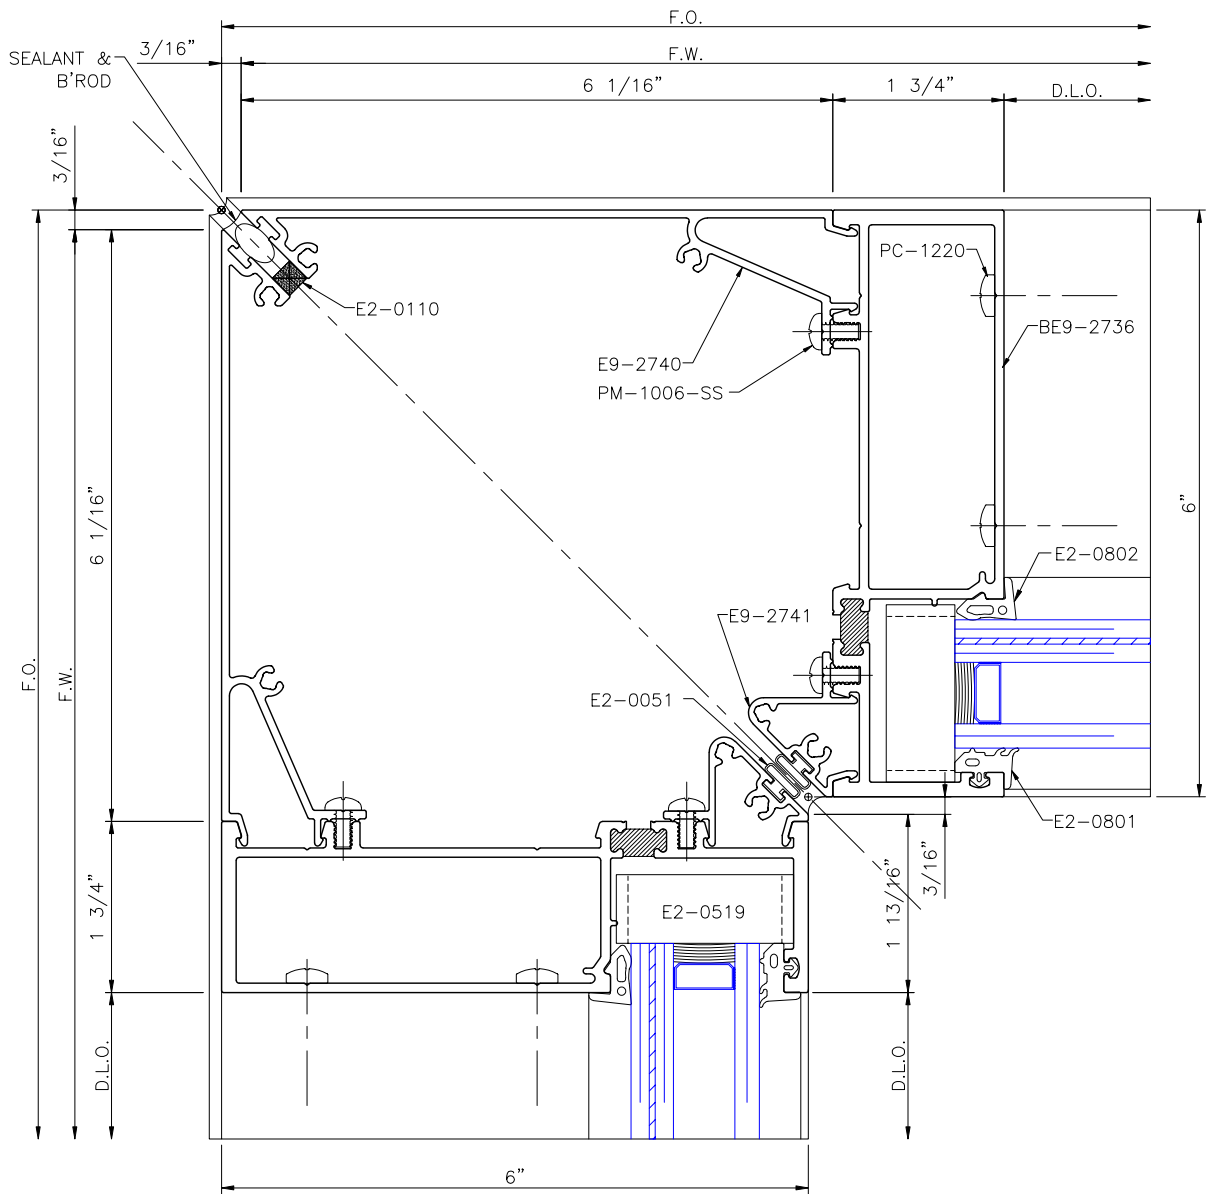 F.O.
3/16”
F.W.
SEALANT &
B'ROD
6 1/16”
1 3/4”
D.L.O.
3/16”
PC-1220
E2-0110
BE9-2736
E9-2740
PM-1006-SS
6 1/16”
6”
E2-0802
E9-2741
F.O.
F.W.
E2-0051
E2-0801
3/16”
1 13/16”
1 3/4”
E2-0519
D.L.O.
D.L.O.
6”